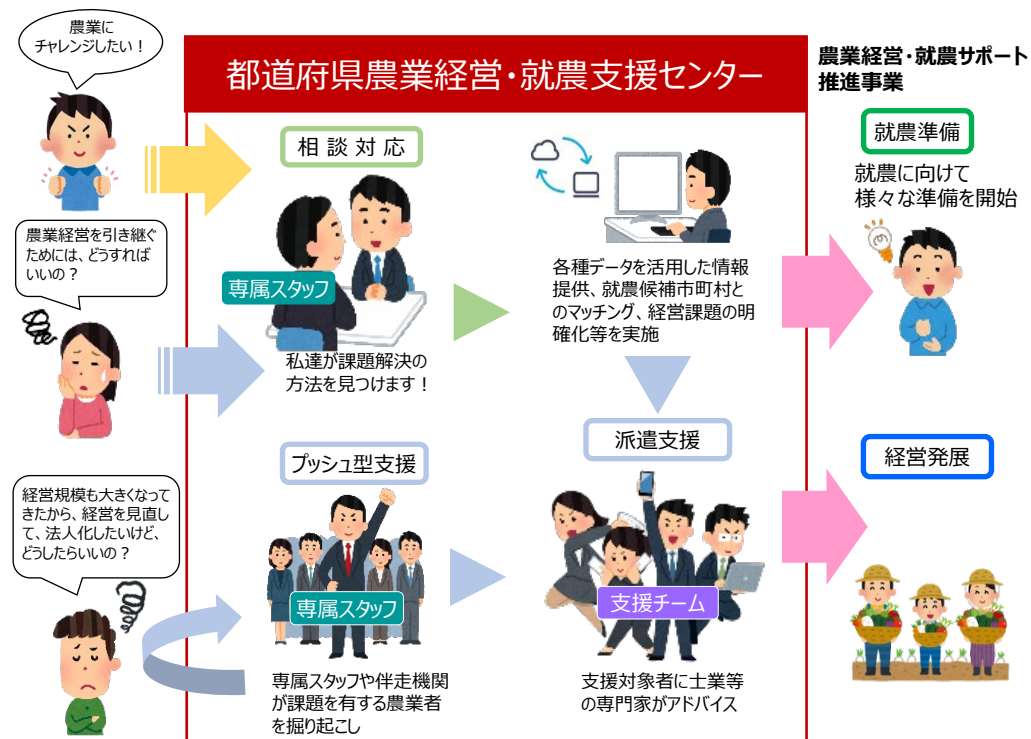 農業に
チャレンジしたい！
都道府県農業経営・就農支援センター
農業経営・就農サポート
推進事業
相談対応
就農準備
就農に向けて
様々な準備を開始
農業経営を引き継ぐ
ためには、どうすれば
いいの？
専属スタッフ
私達が課題解決の
方法を見つけます！
各種データを活用した情報
提供、就農候補市町村と
のマッチング、経営課題の明
確化等を実施
経営規模も大きくなって
きたから、経営を見直し
て、法人化したいけど、
どうしたらいいの？
プッシュ型支援
専属スタッフ
専属スタッフや伴走機関
が課題を有する農業者
を掘り起こし
派遣支援
支援チーム
支援対象者に士業等
の専門家がアドバイス
経営発展